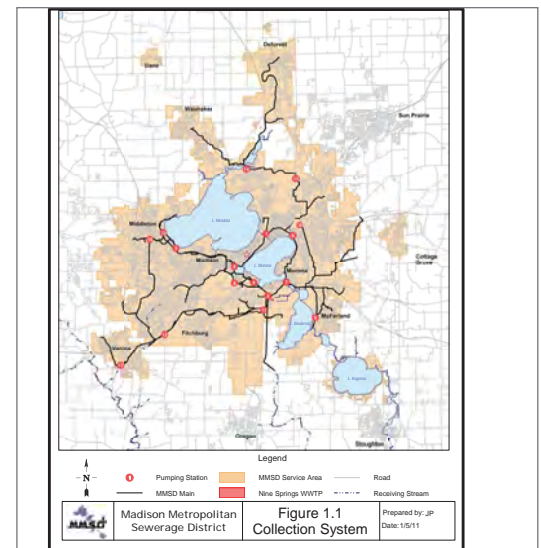 Deforest
Dane
Waunakee
Sun Prairie
L. Mendota
Middleton
Cottage
Grove
Madison
L. Monona
Monona
McFarland
Fitchburg
Verona
L. Kegonsa
Oregon
Stoughton
Legend
- N -
Pumping Station
MMSD Service Area
Road
MMSD Main
Nine Springs WWTP
Receiving Stream
MMSD
Madison Metropolitan
Sewerage District
Figure 1.1
Collection System
Prepared by: JP
Date:1/5/11